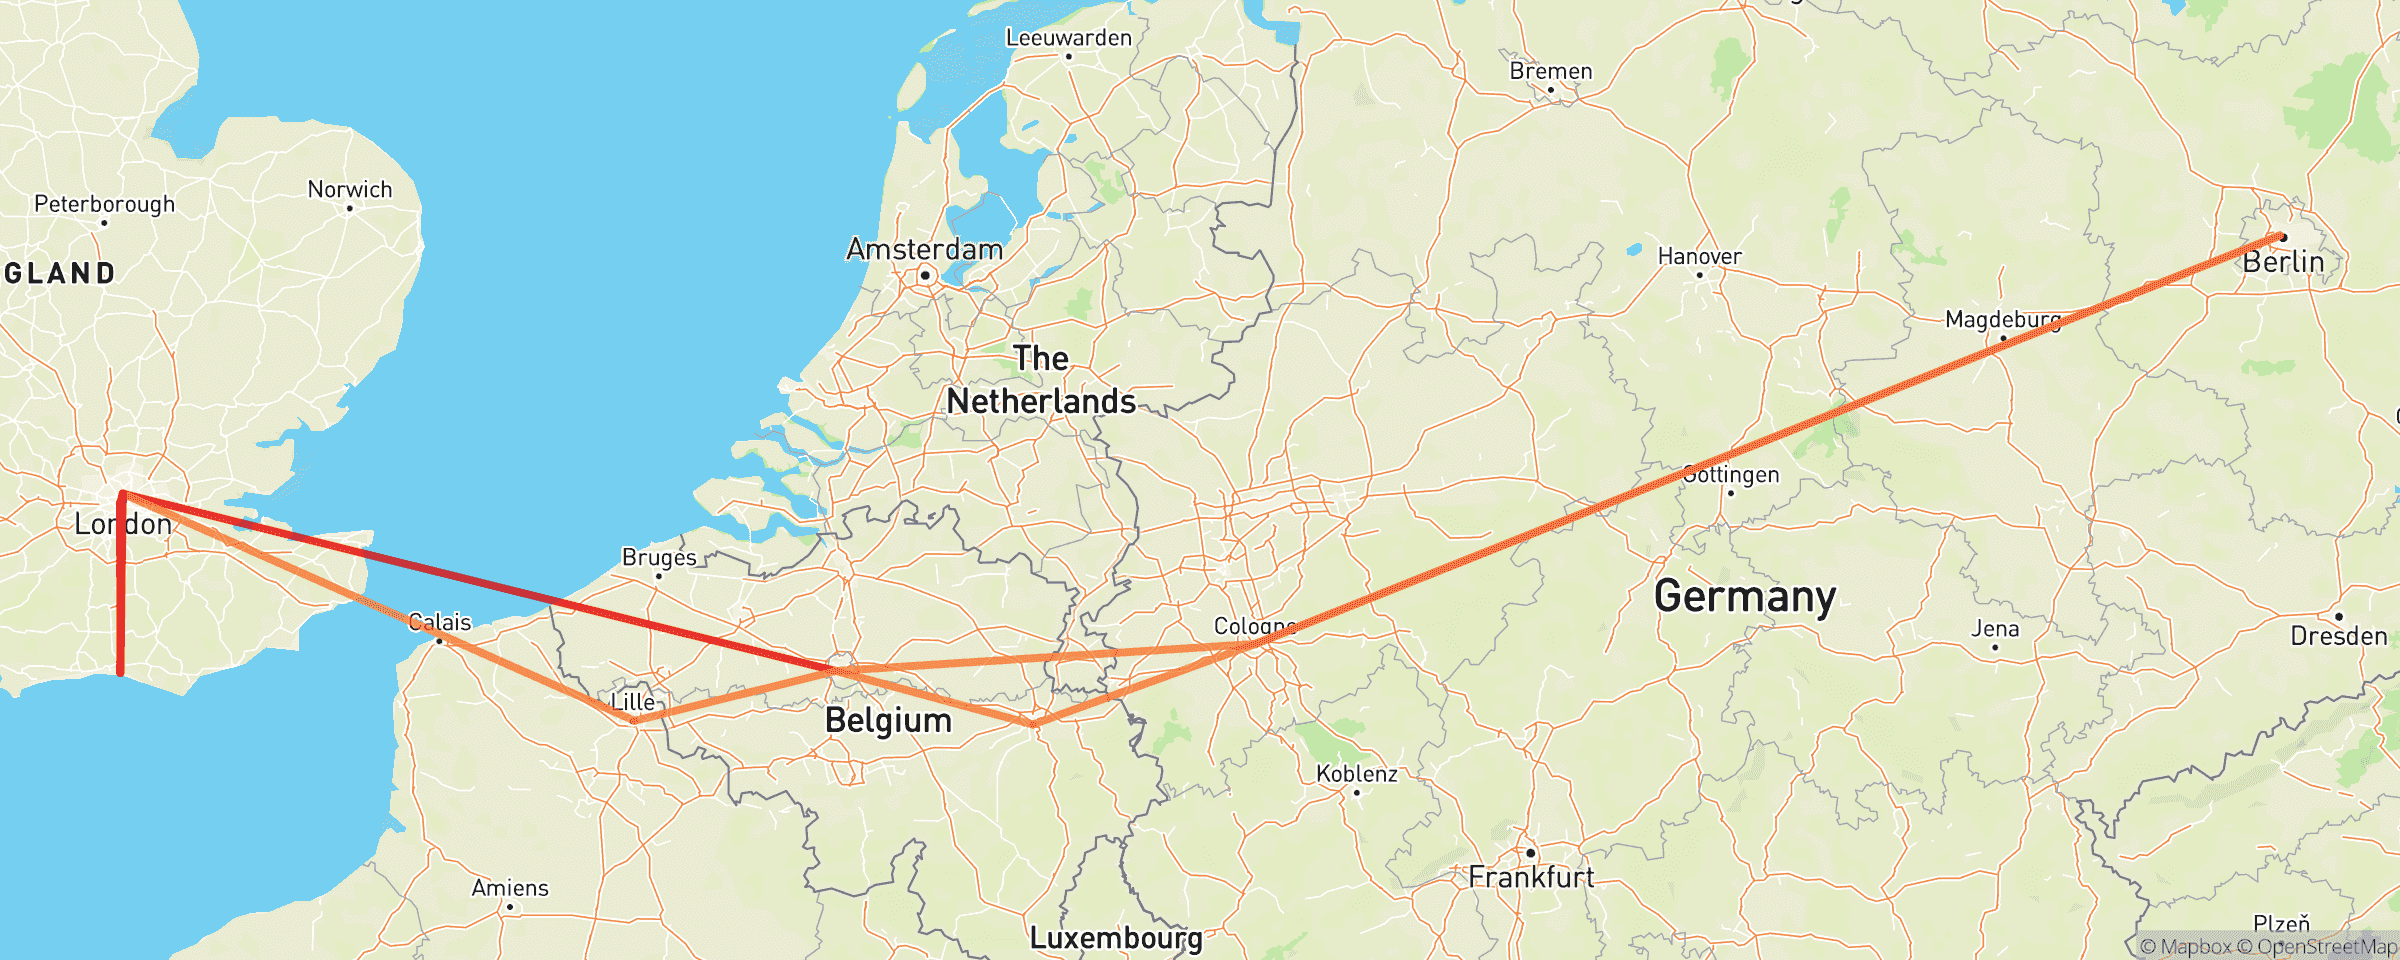 Leeuwarden
Bremen
Norwich
Peterborough
Amsterdam
Hanover
Berlin
GLAND
Magdeburg
The
Netherlands
Göttingen
London
Bruges
Germany
Calais
Cologne
Jena
Dresden
Lille
Belgium
Koblenz
Frankfurt
Amiens
Luxembourg
Plzeň
© Mapbox © OpenStreetMap